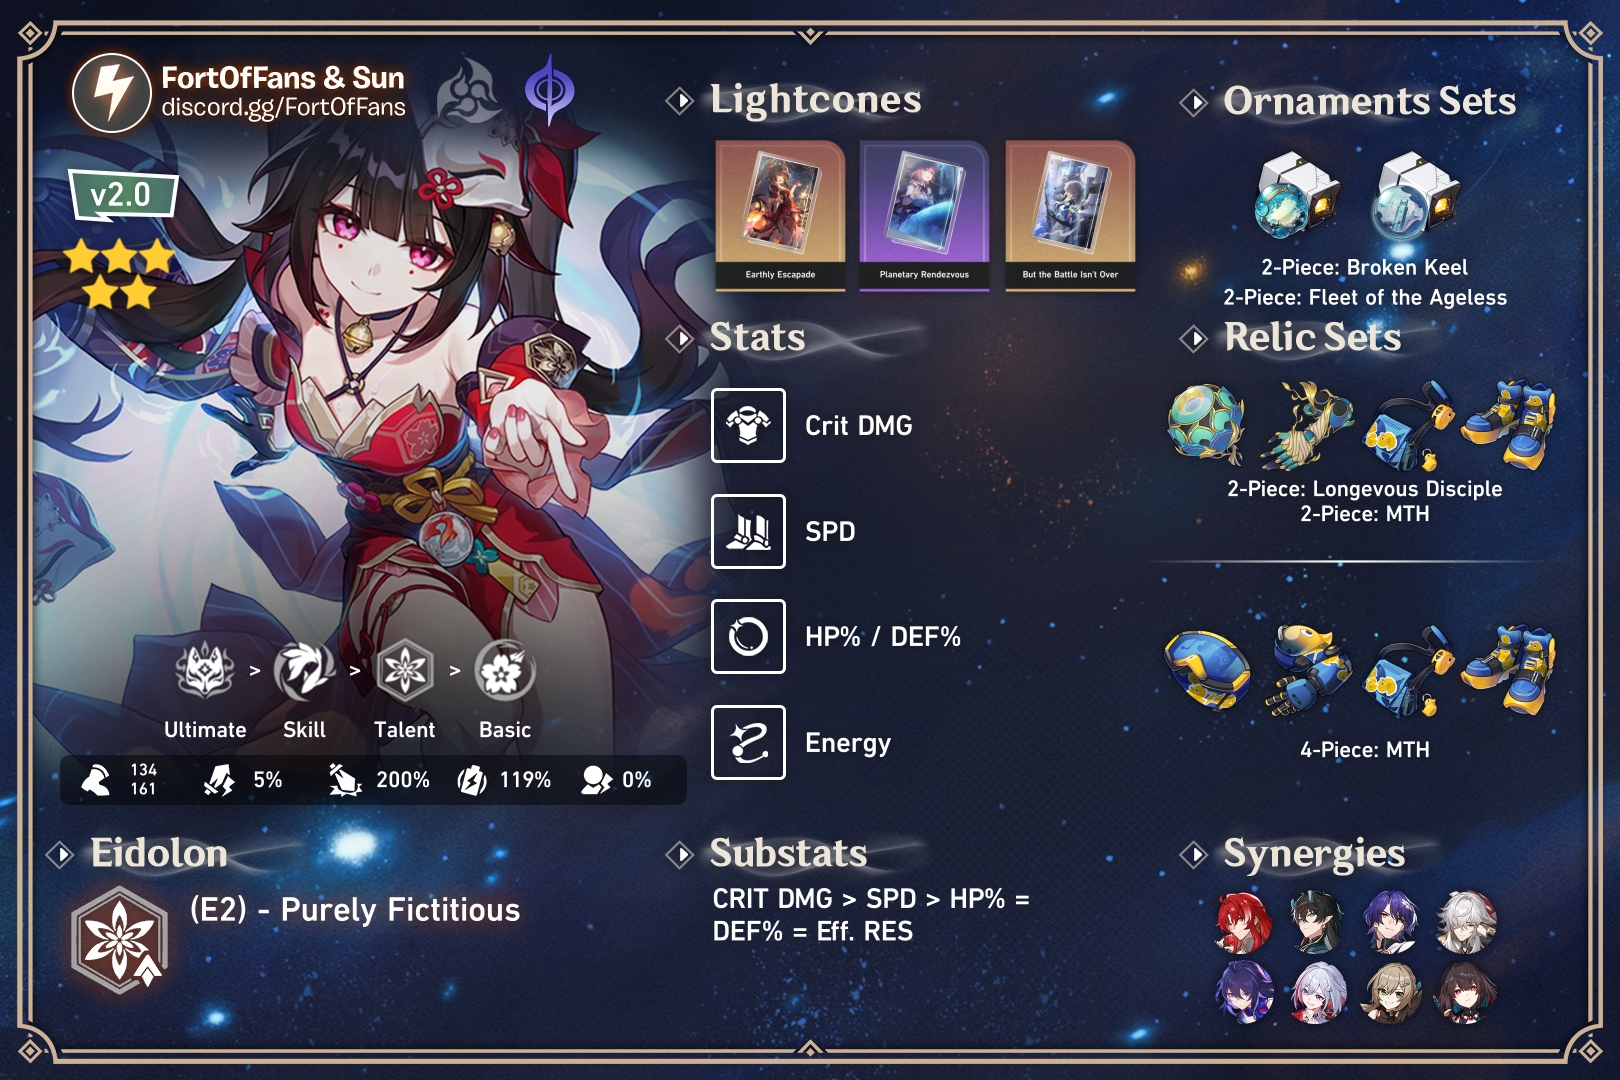 FortOfFans & Sun
discord.gg/FortOfFans
v2.0
Ultimate > Skill > Talent > Basic
134
161
5%
200%
119%
0%
Eidolon
(E2) - Purely Fictitious
Lightcones
Earthly Escapade
Planetary Rendezvous
But the Battle Isn't Over
Stats
Crit DMG
SPD
HP% / DEF%
Energy
Substats
CRIT DMG > SPD > HP% =
DEF% = Eff. RES
Ornaments Sets
2-Piece: Broken Keel
2-Piece: Fleet of the Ageless
Relic Sets
2-Piece: Longevous Disciple
2-Piece: MTH
4-Piece: MTH
Synergies